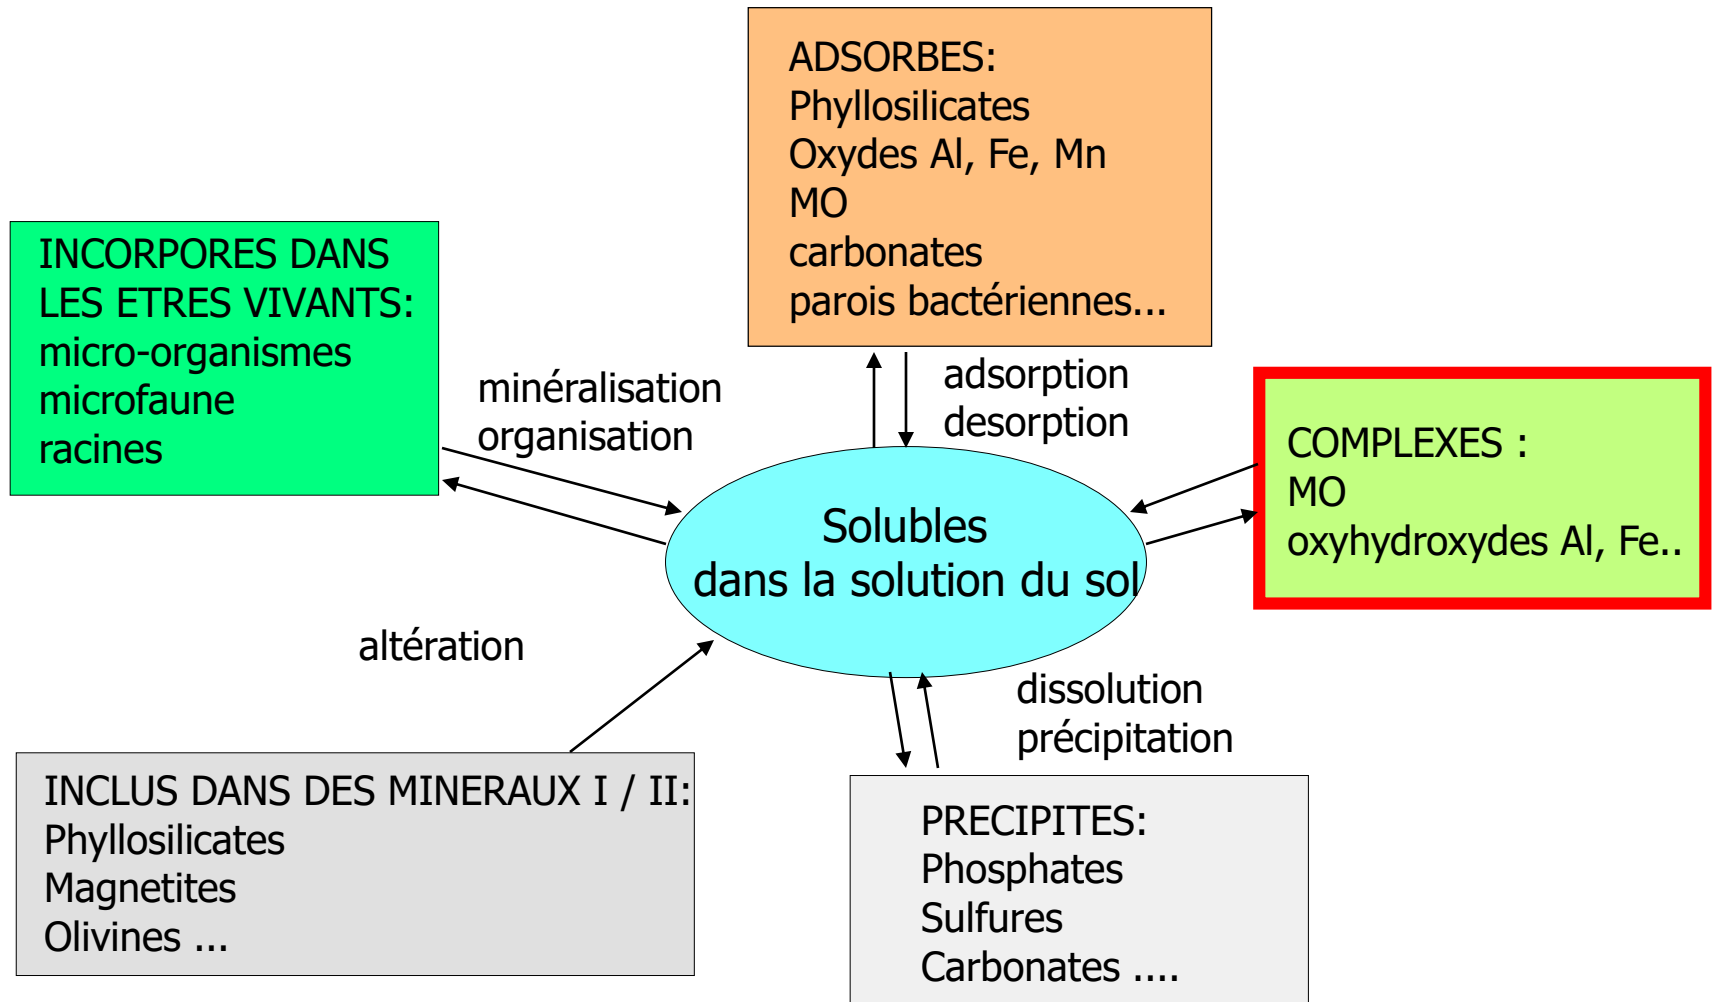 ADSORBES:
Phyllosilicates
Oxydes Al, Fe, Mn
MO
carbonates
parois bactériennes...
INCORPORES DANS
LES ETRES VIVANTS:
micro-organismes
microfaune
racines
minéralisation
organisation
adsorption
desorption
COMPLEXES :
MO
oxyhydroxydes Al, Fe..
Solubles
dans la solution du sol
altération
dissolution
précipitation
INCLUS DANS DES MINERAUX I / II:
Phyllosilicates
Magnetites
Olivines ...
PRECIPITES:
Phosphates
Sulfures
Carbonates ....